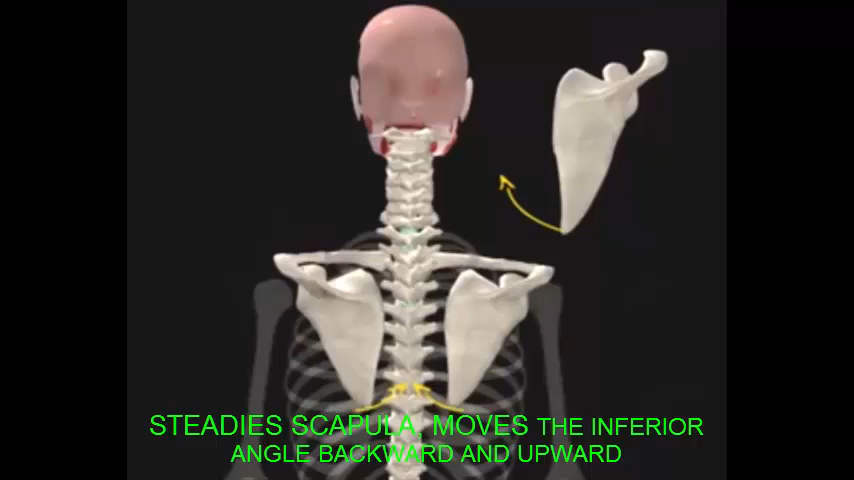 STEADIES SCAPULA, MOVES THE INFERIOR
ANGLE BACKWARD AND UPWARD